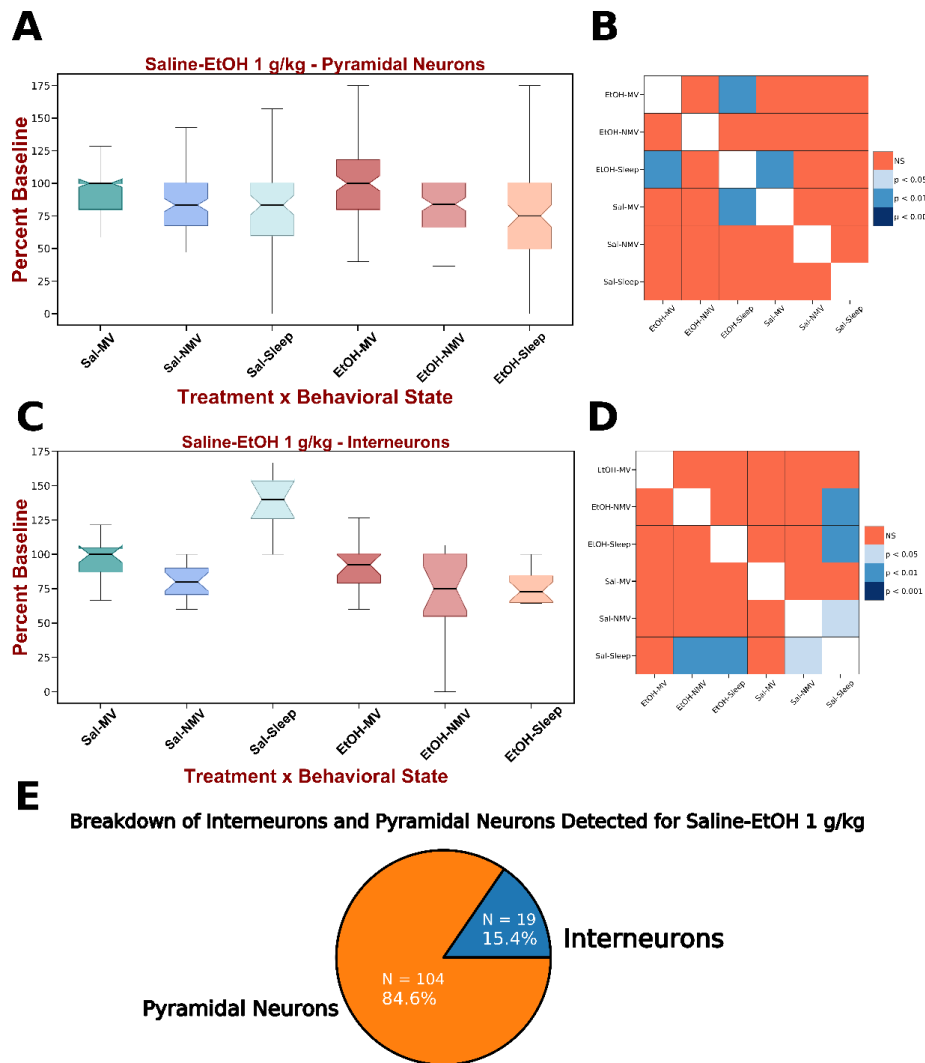 A
B
Saline-EtOH 1 g/kg - Pyramidal Neurons
Percent Baseline
175
150
125
100
75
50
25
0
Sal-MV
Sal-NMV
Sal-Sleep
EtOH-MV
EtOH-NMV
EtOH-Sleep
Treatment x Behavioral State
EtOH-MV
EtOH-NMV
EtOH-Sleep
Sal-MV
Sal-NMV
Sal-Sleep
EtOH-MV
EtOH-NMV
EtOH-Sleep
Sal-MV
Sal-NMV
Sal-Sleep
NS
p < 0.05
p < 0.01
p < 0.00
C
D
Saline-EtOH 1 g/kg - Interneurons
Percent Baseline
175
150
125
100
75
50
25
0
Sal-MV
Sal-NMV
Sal-Sleep
EtOH-MV
EtOH-NMV
EtOH-Sleep
Treatment x Behavioral State
EtOH-MV
EtOH-NMV
EtOH-Sleep
Sal-MV
Sal-NMV
Sal-Sleep
EtOH-MV
EtOH-NMV
EtOH-Sleep
Sal-MV
Sal-NMV
Sal-Sleep
NS
p < 0.05
p < 0.01
p < 0.001
E
Breakdown of Interneurons and Pyramidal Neurons Detected for Saline-EtOH 1 g/kg
N = 19
15.4%
Interneurons
N = 104
84.6%
Pyramidal Neurons